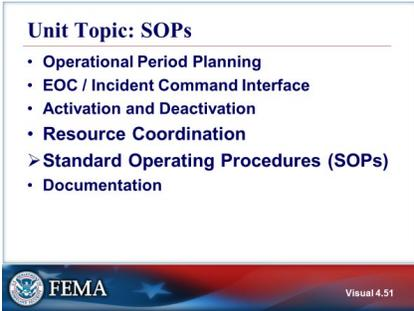 Unit Topic: SOPs
• Operational Period Planning
• EOC / Incident Command Interface
• Activation and Deactivation
• Resource Coordination
➢ Standard Operating Procedures (SOPs)
• Documentation
FEMA
Visual 4.51